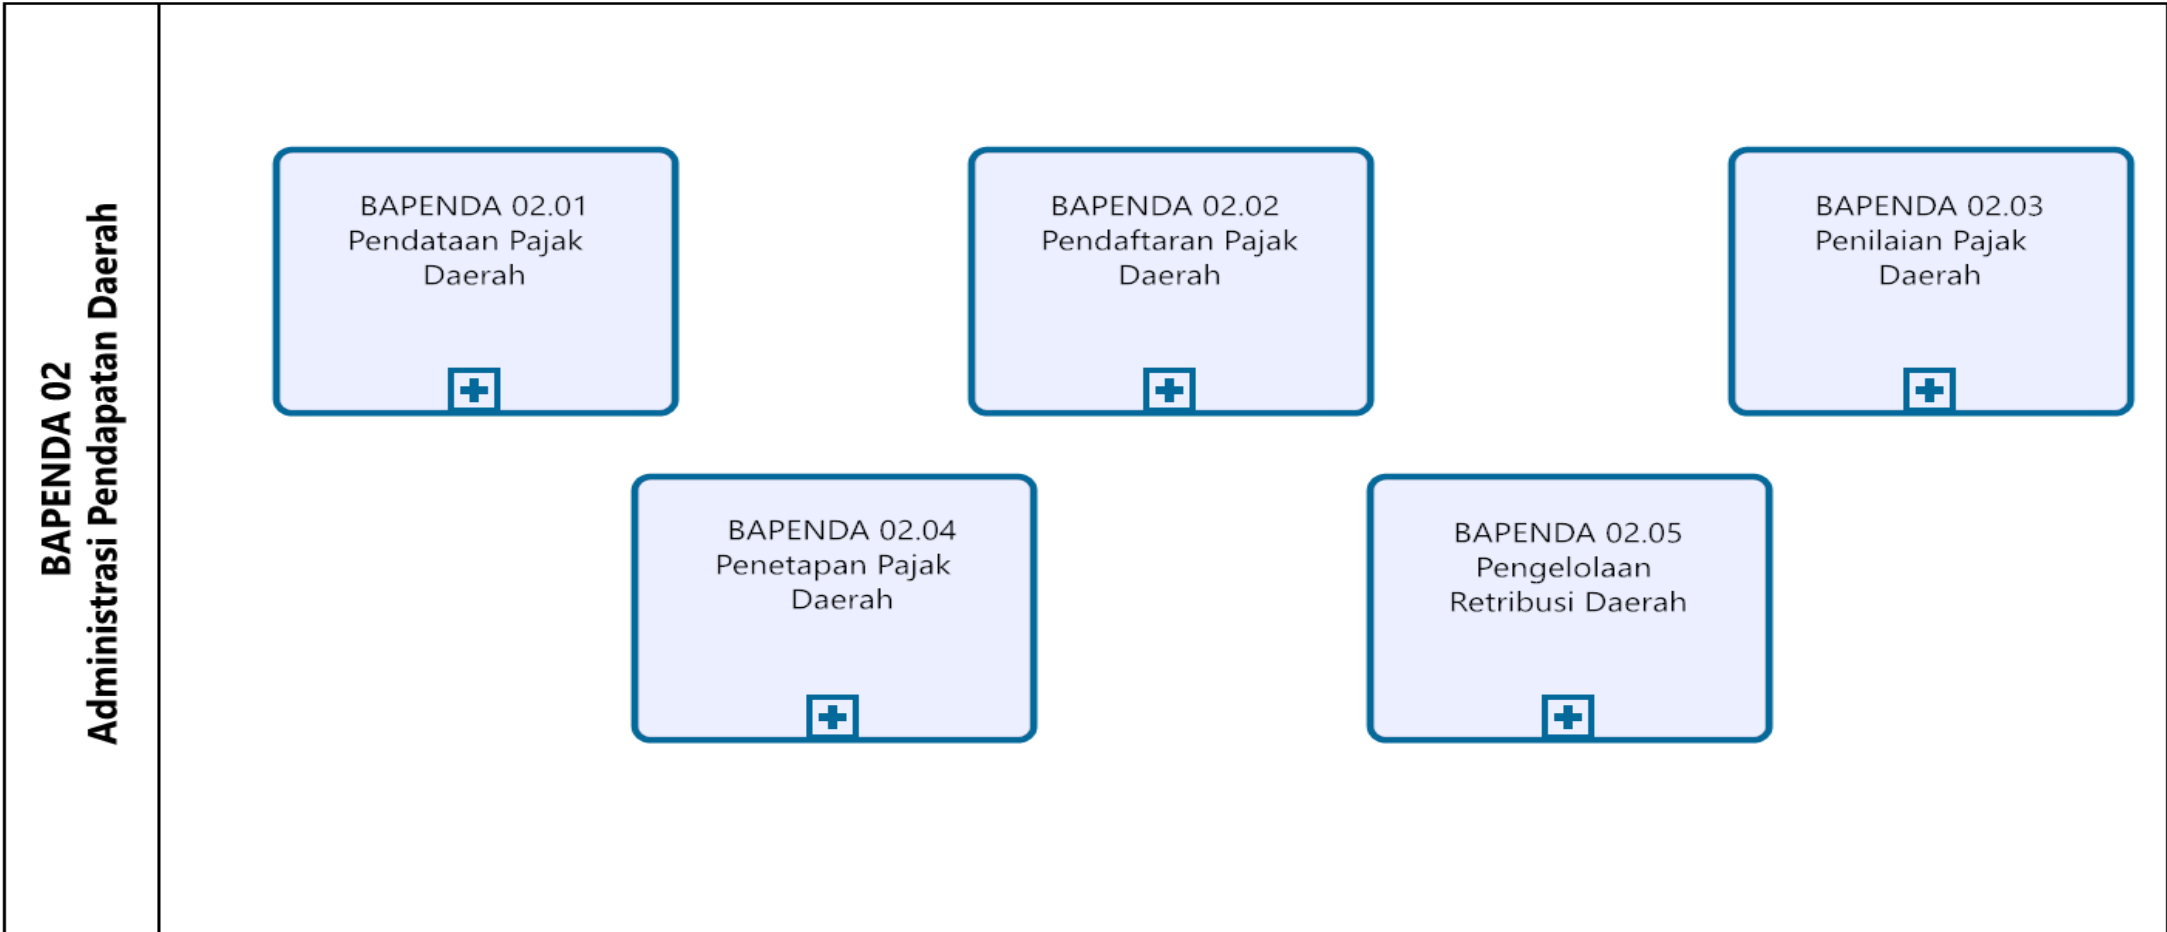 BAPENDA 02
Administrasi Pendapatan Daerah
BAPENDA 02.01
Pendataan Pajak
Daerah
BAPENDA 02.02
Pendaftaran Pajak
Daerah
BAPENDA 02.03
Penilaian Pajak
Daerah
BAPENDA 02.04
Penetapan Pajak
Daerah
BAPENDA 02.05
Pengelolaan
Retribusi Daerah